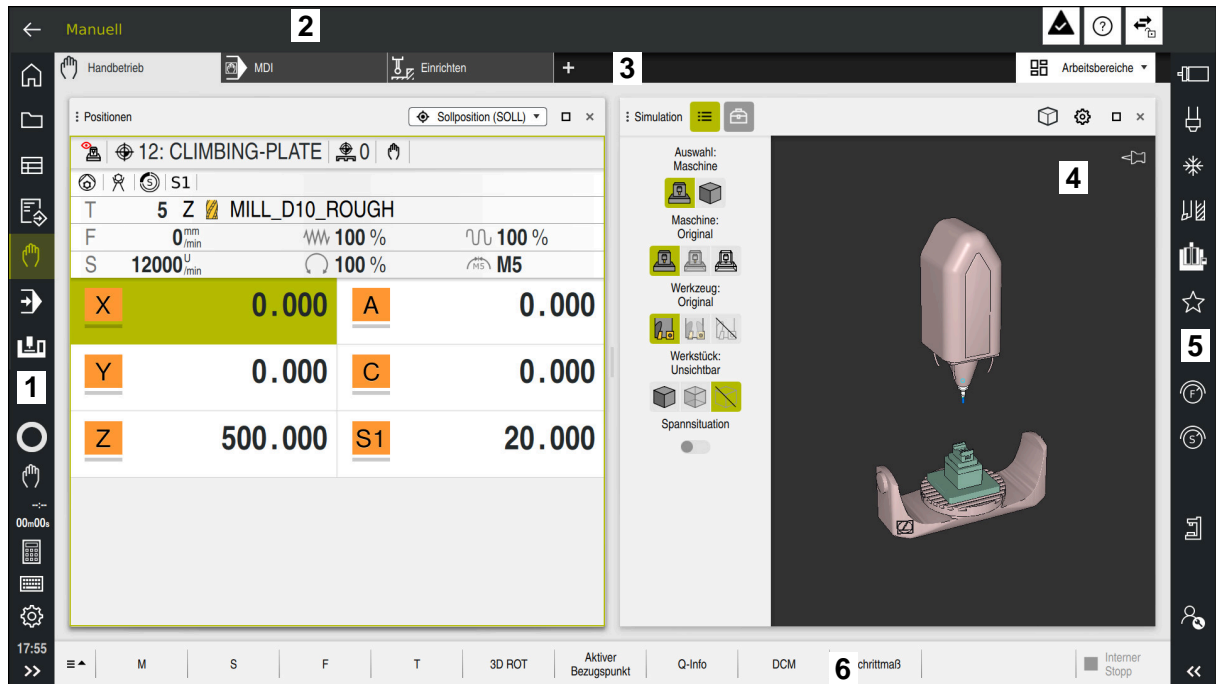 Manuell
2
Handbetrieb
MDI
Einrichten
+
3
Arbeitsbereiche
Positionen
Sollposition (SOLL)
12: CLIMBING-PLATE
0
S
S1
T 5 Z MILL_D10_ROUGH
F 0 mm/min 100 % 100 %
S 12000 U/min 100 % M5 M5
X 0.000 A 0.000
Y 0.000 C 0.000
Z 500.000 S1 20.000
Simulation
Auswahl:
Maschine
Maschine:
Original
Werkzeug:
Original
Werkstück:
Unsichtbar
Spannsituation
4
1
00m00s
17:55
5
F
S
M
S
F
T
3D ROT
Aktiver
Bezugspunkt
Q-Info
DCM
6
chrittmaß
Interner
Stopp